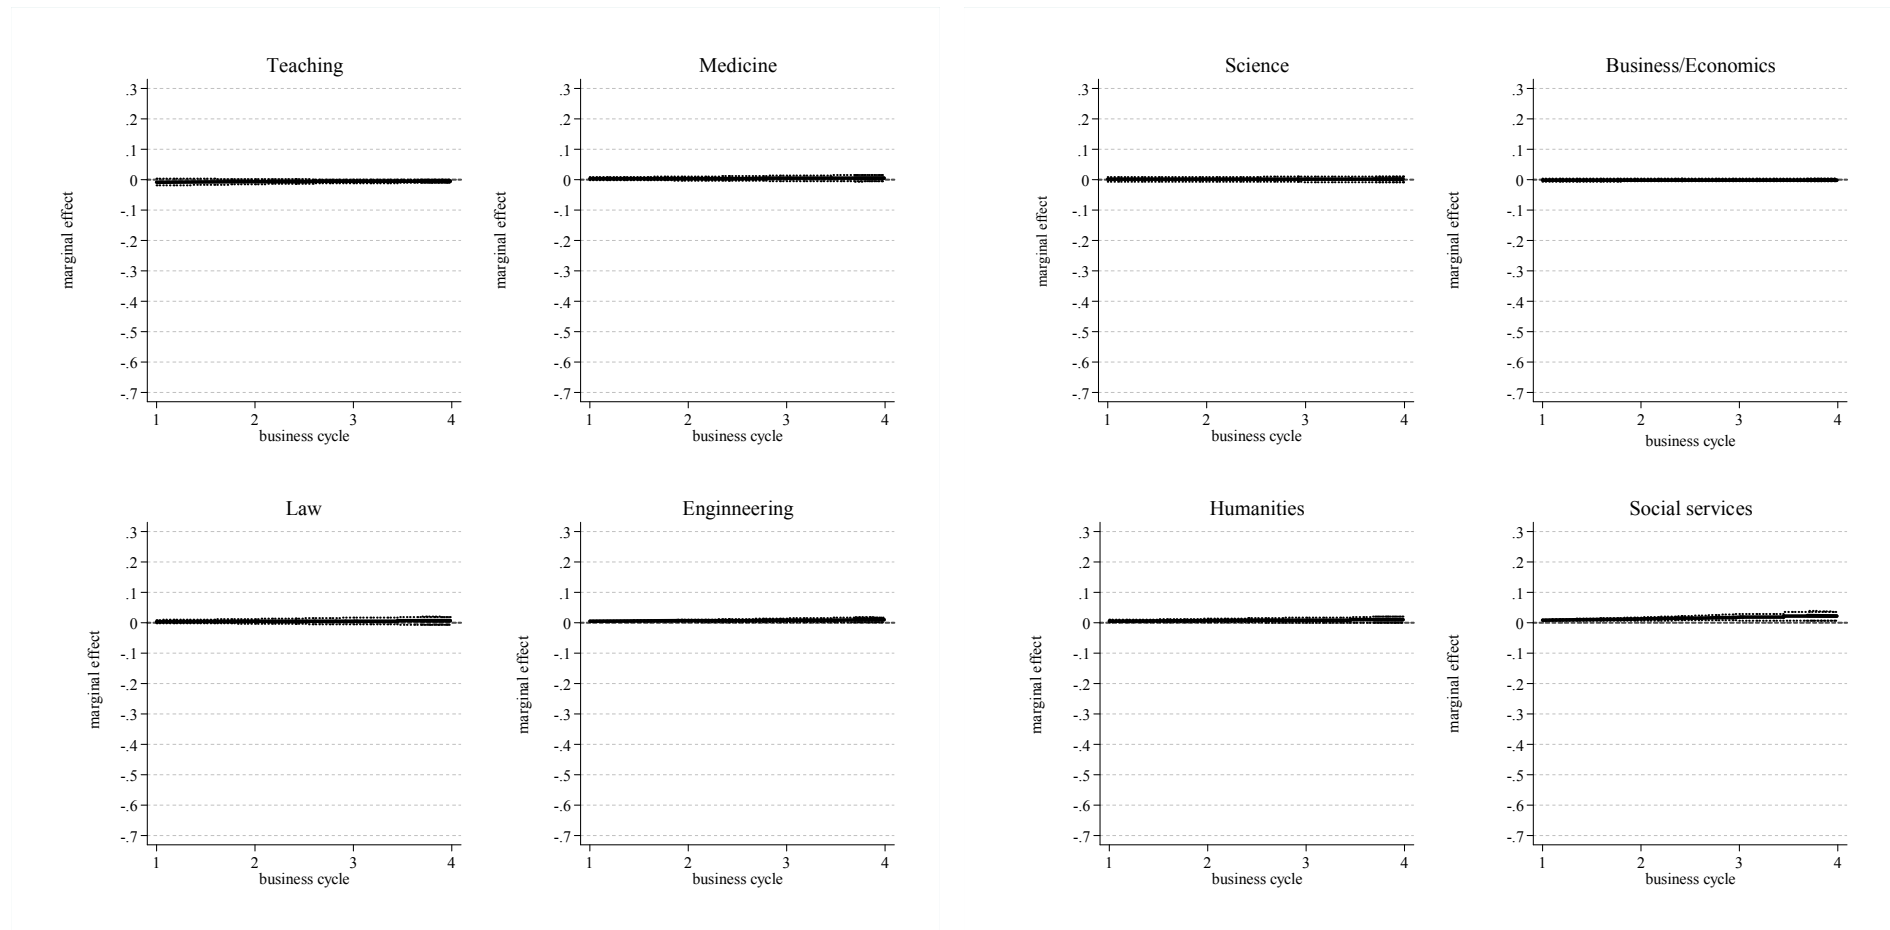 Teaching
.3
.2
.1
0
-.1
-.2
-.3
-.4
-.5
-.6
-.7
marginal effect
1 2 3 4
business cycle
Medicine
.3
.2
.1
0
-.1
-.2
-.3
-.4
-.5
-.6
-.7
marginal effect
1 2 3 4
business cycle
Science
.3
.2
.1
0
-.1
-.2
-.3
-.4
-.5
-.6
-.7
marginal effect
1 2 3 4
business cycle
Business/Economics
.3
.2
.1
0
-.1
-.2
-.3
-.4
-.5
-.6
-.7
marginal effect
1 2 3 4
business cycle
Law
.3
.2
.1
0
-.1
-.2
-.3
-.4
-.5
-.6
-.7
marginal effect
1 2 3 4
business cycle
Enginneering
.3
.2
.1
0
-.1
-.2
-.3
-.4
-.5
-.6
-.7
marginal effect
1 2 3 4
business cycle
Humanities
.3
.2
.1
0
-.1
-.2
-.3
-.4
-.5
-.6
-.7
marginal effect
1 2 3 4
business cycle
Social services
.3
.2
.1
0
-.1
-.2
-.3
-.4
-.5
-.6
-.7
marginal effect
1 2 3 4
business cycle